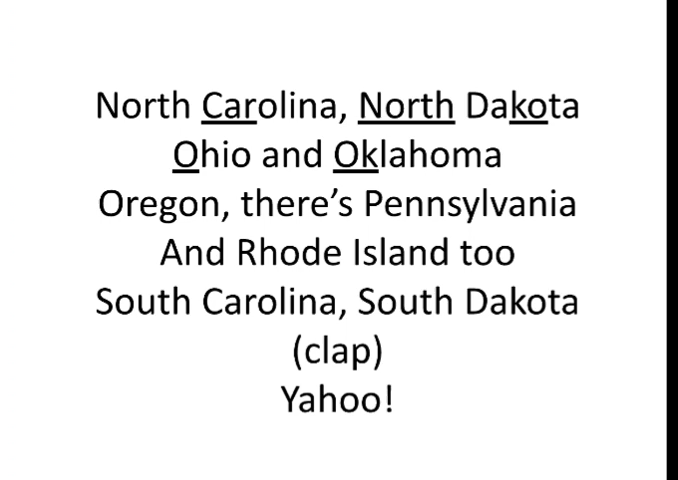 North Carolina, North Dakota
Ohio and Oklahoma
Oregon, there’s Pennsylvania
And Rhode Island too
South Carolina, South Dakota
(clap)
Yahoo!